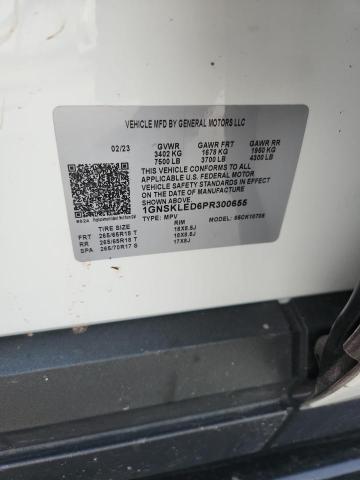 VEHICLE MFD BY GENERAL MOTORS LLC
02/23 GVWR GAWR FRT GAWR RR
3402 KG 1678 KG 1950 KG
7500 LB 3700 LB 4300 LB
THIS VEHICLE CONFORMS TO ALL
APPLICABLE U.S. FEDERAL MOTOR
VEHICLE SAFETY STANDARDS IN
EFFECT ON THE DATE OF
MANUFACTURE SHOWN ABOVE
1GNSKLED6PR300655
TYPE: MPV
TIRE SIZE RIM
FRT 265/65R18 T 18X8.5J
RR 265/65R18 T 18X8.5J
SPA 265/70R17 S 17X8J